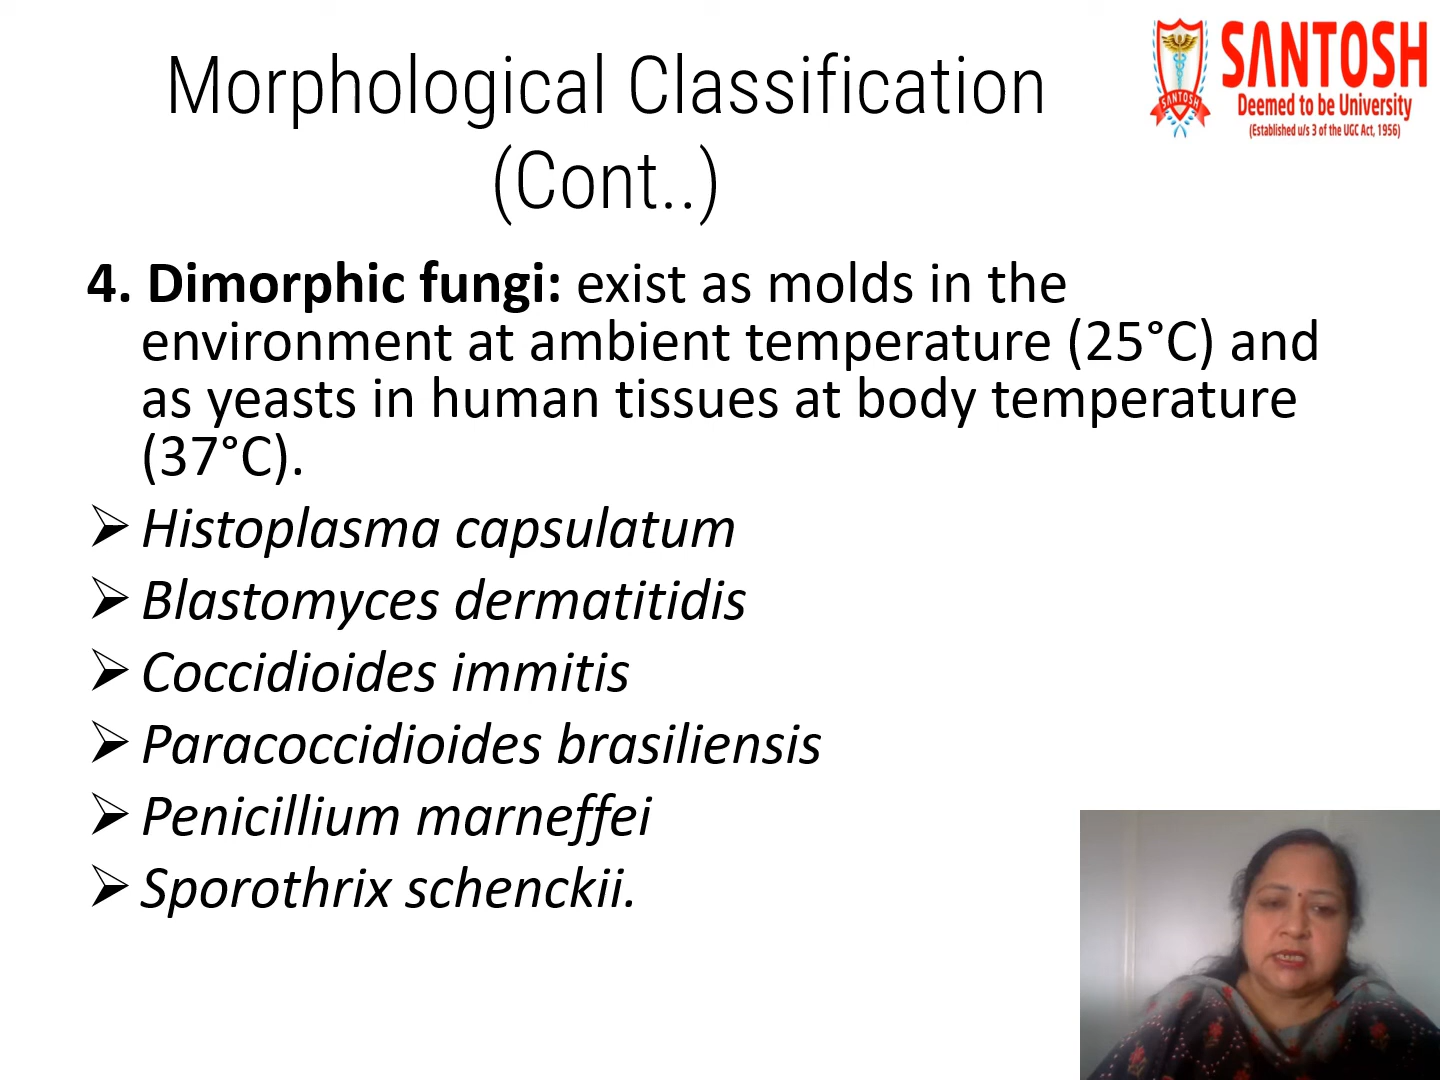 Morphological Classification
(Cont..)
SANTOSH
Deemed to be University
(Established u/s 3 of the UGC Act, 1956)
SANTOSH
4. Dimorphic fungi: exist as molds in the
environment at ambient temperature (25°C) and
as yeasts in human tissues at body temperature
(37°C).
➢ Histoplasma capsulatum
➢ Blastomyces dermatitidis
➢ Coccidioides immitis
➢ Paracoccidioides brasiliensis
➢ Penicillium marneffei
➢ Sporothrix schenckii.